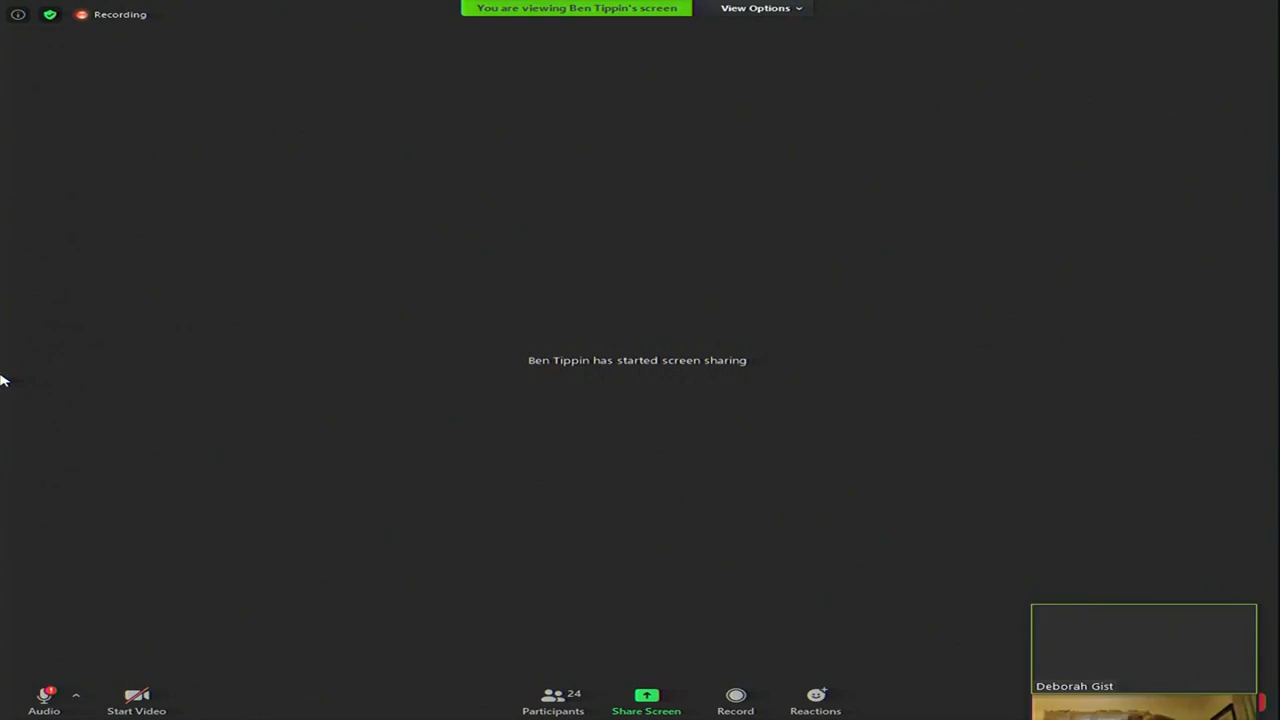 Recording
You are viewing Ben Tippin's screen
View Options
Ben Tippin has started screen sharing
Deborah Gist
Audio
Start Video
Participants
24
Share Screen
Record
Reactions